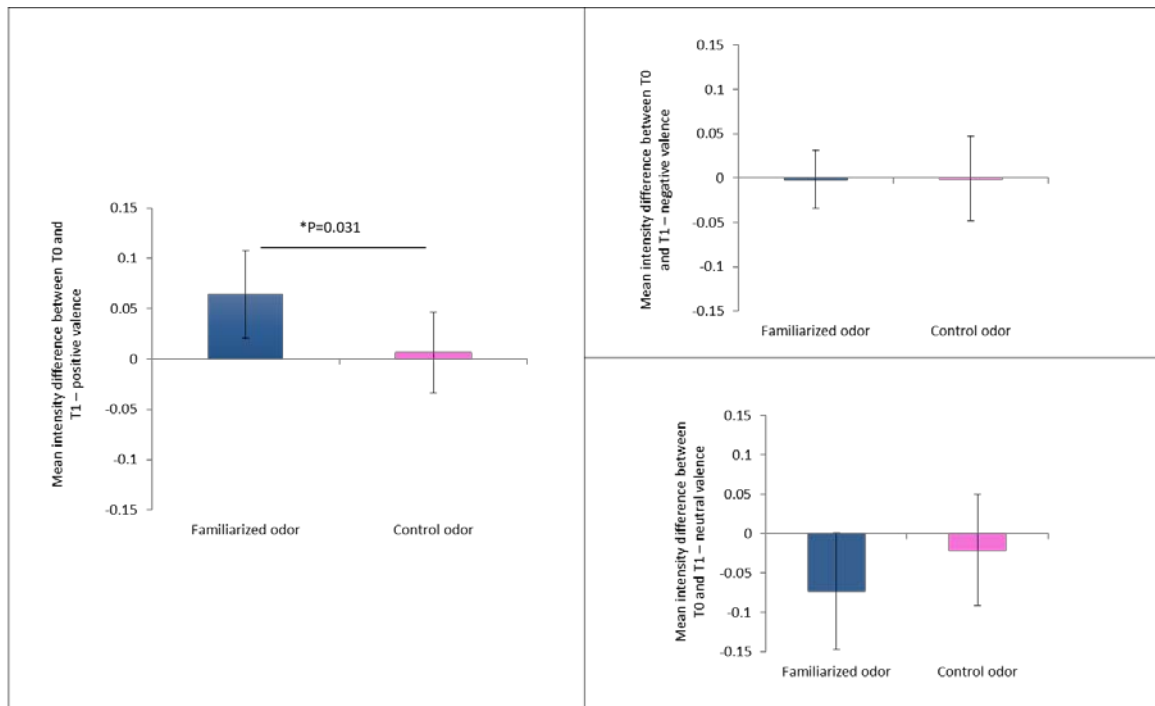 Mean intensity difference between T0 and
T1 – positive valence
0.15
0.1
0.05
0
-0.05
-0.1
-0.15
*P=0.031
Familiarized odor
Control odor
Mean intensity difference between T0
and T1 – negative valence
0.15
0.1
0.05
0
-0.05
-0.1
-0.15
Familiarized odor
Control odor
Mean intensity difference between
T0 and T1 – neutral valence
0.15
0.1
0.05
0
-0.05
-0.1
-0.15
Familiarized odor
Control odor